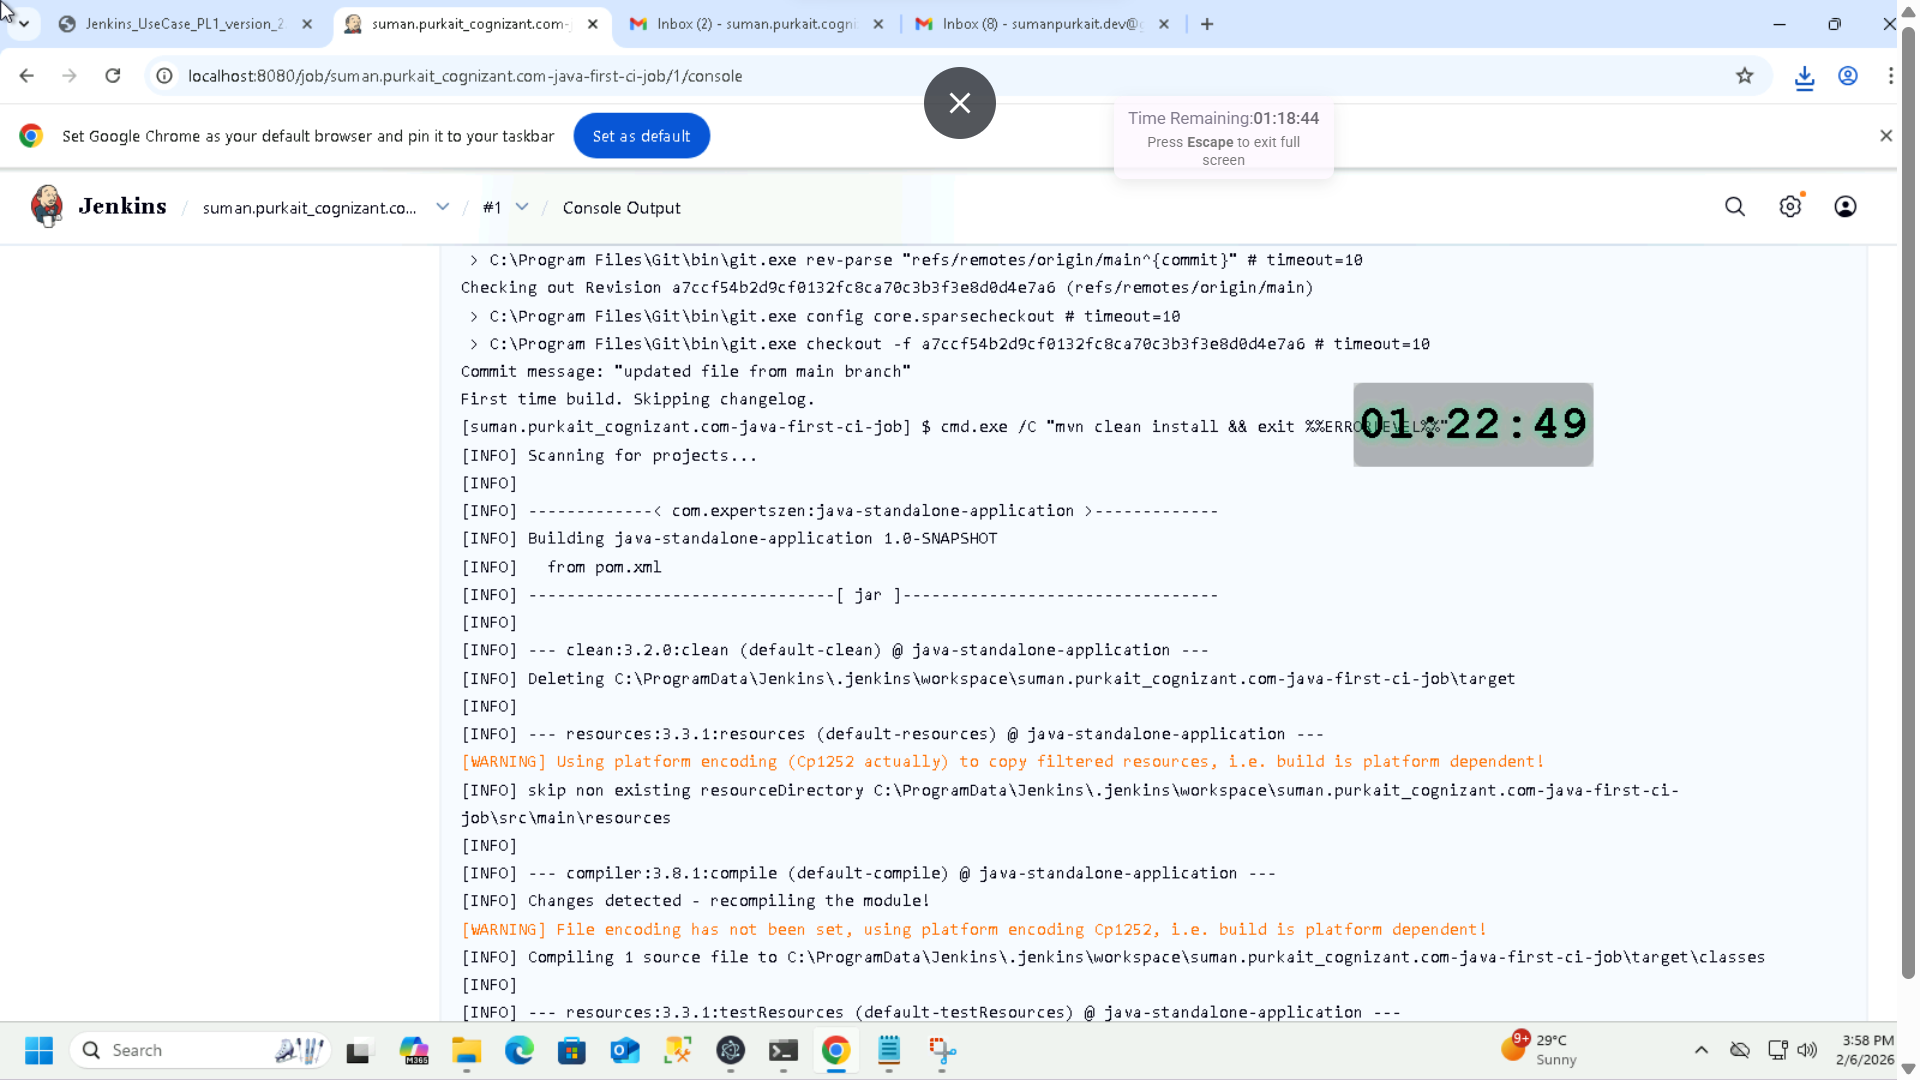 Jenkins_UseCase_PL1_version_2
suman.purkait_cognizant.com-
Inbox (2) - suman.purkait.cogni
Inbox (8) - sumanpurkait.dev@
localhost:8080/job/suman.purkait_cognizant.com-java-first-ci-job/1/console
Set Google Chrome as your default browser and pin it to your taskbar
Set as default
Time Remaining:01:18:44
Press Escape to exit full
screen
Jenkins / suman.purkait_cognizant.co... / #1 / Console Output
> C:\Program Files\Git\bin\git.exe rev-parse "refs/remotes/origin/main^{commit}" # timeout=10
Checking out Revision a7ccf54b2d9cf0132fc8ca70c3b3f3e8d0d4e7a6 (refs/remotes/origin/main)
> C:\Program Files\Git\bin\git.exe config core.sparsecheckout # timeout=10
> C:\Program Files\Git\bin\git.exe checkout -f a7ccf54b2d9cf0132fc8ca70c3b3f3e8d0d4e7a6 # timeout=10
Commit message: "updated file from main branch"
First time build. Skipping changelog.
[suman.purkait_cognizant.com-java-first-ci-job] $ cmd.exe /C "mvn clean install && exit %%ERRORLEVEL%%"
01:22:49
[INFO] Scanning for projects...
[INFO]
[INFO] -------------< com.expertszen:java-standalone-application >-------------
[INFO] Building java-standalone-application 1.0-SNAPSHOT
[INFO]   from pom.xml
[INFO] --------------------------------[ jar ]---------------------------------
[INFO]
[INFO] --- clean:3.2.0:clean (default-clean) @ java-standalone-application ---
[INFO] Deleting C:\ProgramData\Jenkins\.jenkins\workspace\suman.purkait_cognizant.com-java-first-ci-job\target
[INFO]
[INFO] --- resources:3.3.1:resources (default-resources) @ java-standalone-application ---
[WARNING] Using platform encoding (Cp1252 actually) to copy filtered resources, i.e. build is platform dependent!
[INFO] skip non existing resourceDirectory C:\ProgramData\Jenkins\.jenkins\workspace\suman.purkait_cognizant.com-java-first-ci-
job\src\main\resources
[INFO]
[INFO] --- compiler:3.8.1:compile (default-compile) @ java-standalone-application ---
[INFO] Changes detected - recompiling the module!
[WARNING] File encoding has not been set, using platform encoding Cp1252, i.e. build is platform dependent!
[INFO] Compiling 1 source file to C:\ProgramData\Jenkins\.jenkins\workspace\suman.purkait_cognizant.com-java-first-ci-job\target\classes
[INFO]
[INFO] --- resources:3.3.1:testResources (default-testResources) @ java-standalone-application ---
Search
M365
9+
29°C
Sunny
3:58 PM
2/6/2026